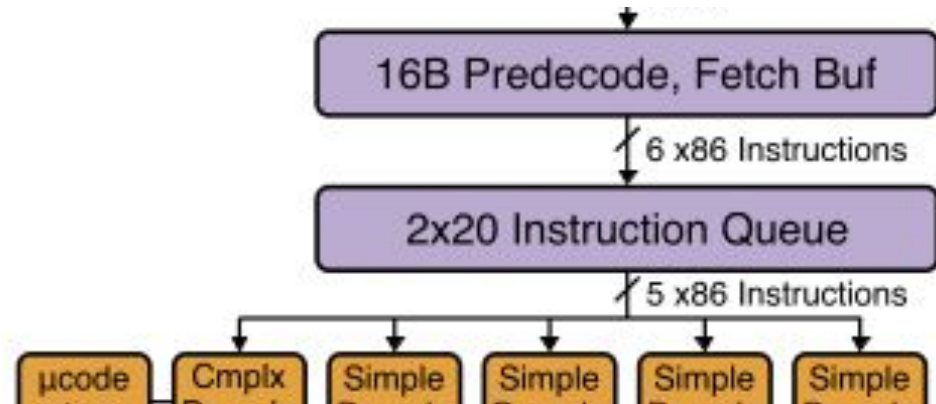 16B Predecode, Fetch Buf
6 x86 Instructions
2x20 Instruction Queue
5 x86 Instructions
µcode Cmplx Simple Simple Simple Simple